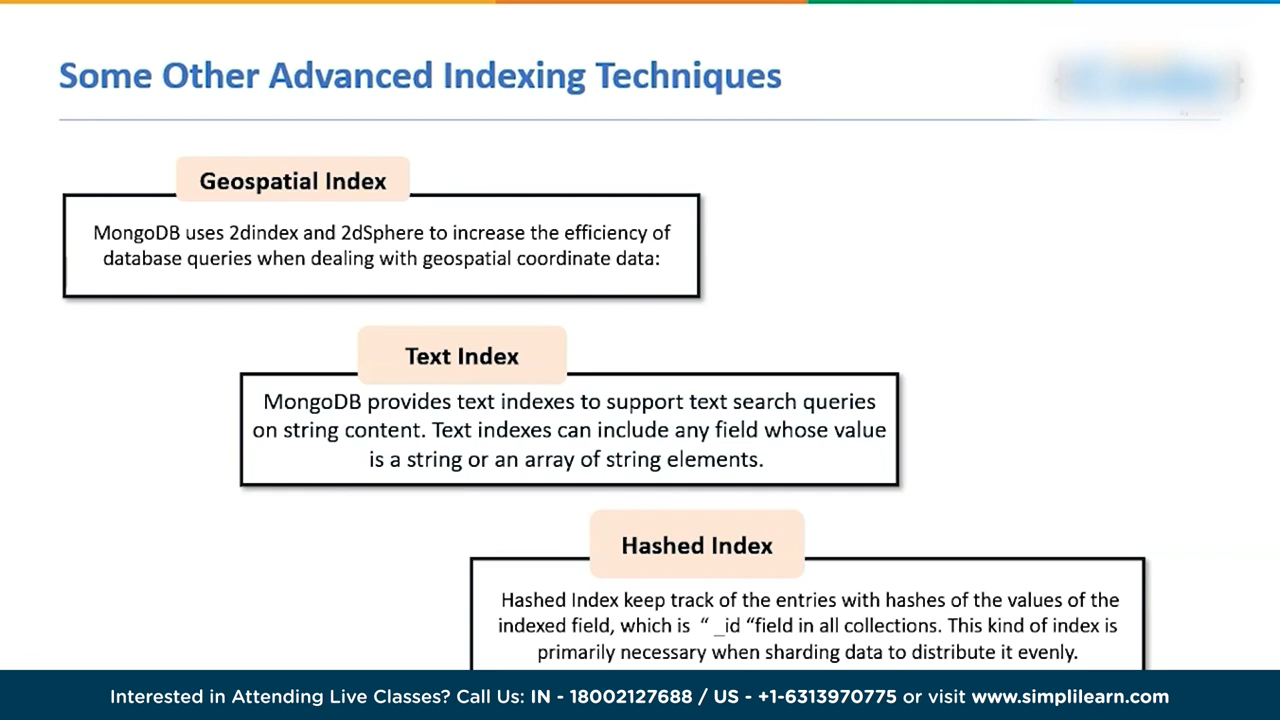 Some Other Advanced Indexing Techniques
Geospatial Index
MongoDB uses 2dindex and 2dSphere to increase the efficiency of
database queries when dealing with geospatial coordinate data:
Text Index
MongoDB provides text indexes to support text search queries
on string content. Text indexes can include any field whose value
is a string or an array of string elements.
Hashed Index
Hashed Index keep track of the entries with hashes of the values of the
indexed field, which is “ _id “field in all collections. This kind of index is
primarily necessary when sharding data to distribute it evenly.
Interested in Attending Live Classes? Call Us: IN - 18002127688 / US - +1-6313970775 or visit www.simplilearn.com